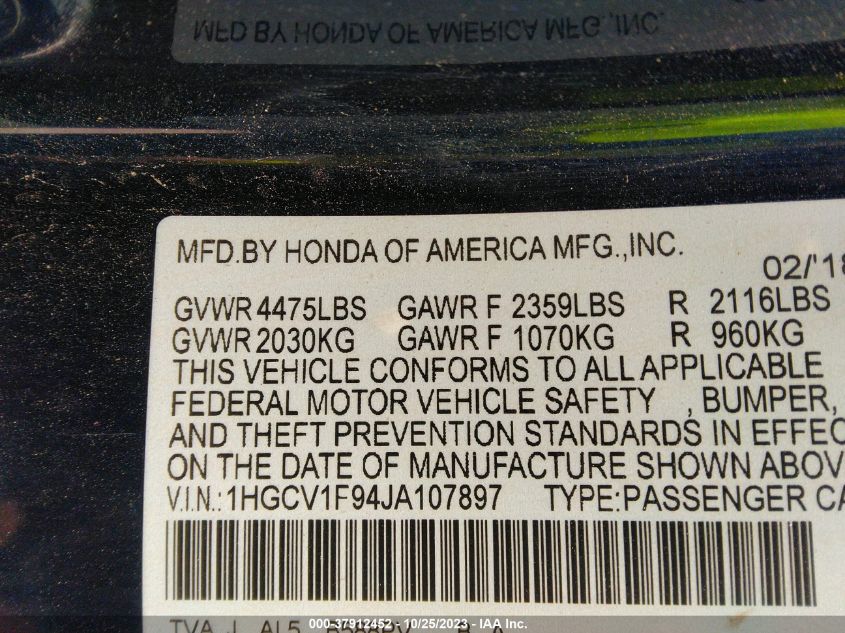 MFD BY HONDA OF AMERICA MFG.,INC.
MFD.BY HONDA OF AMERICA MFG.,INC.
02/'18
GVWR 4475LBS GAWR F 2359LBS R 2116LBS
GVWR 2030KG GAWR F 1070KG R 960KG
THIS VEHICLE CONFORMS TO ALL APPLICABLE
FEDERAL MOTOR VEHICLE SAFETY , BUMPER,
AND THEFT PREVENTION STANDARDS IN EFFEC
ON THE DATE OF MANUFACTURE SHOWN ABOV
V.I.N.:1HGCV1F94JA107897 TYPE:PASSENGER CA
000-37912452 - 10/25/2023 - © IAA Inc.